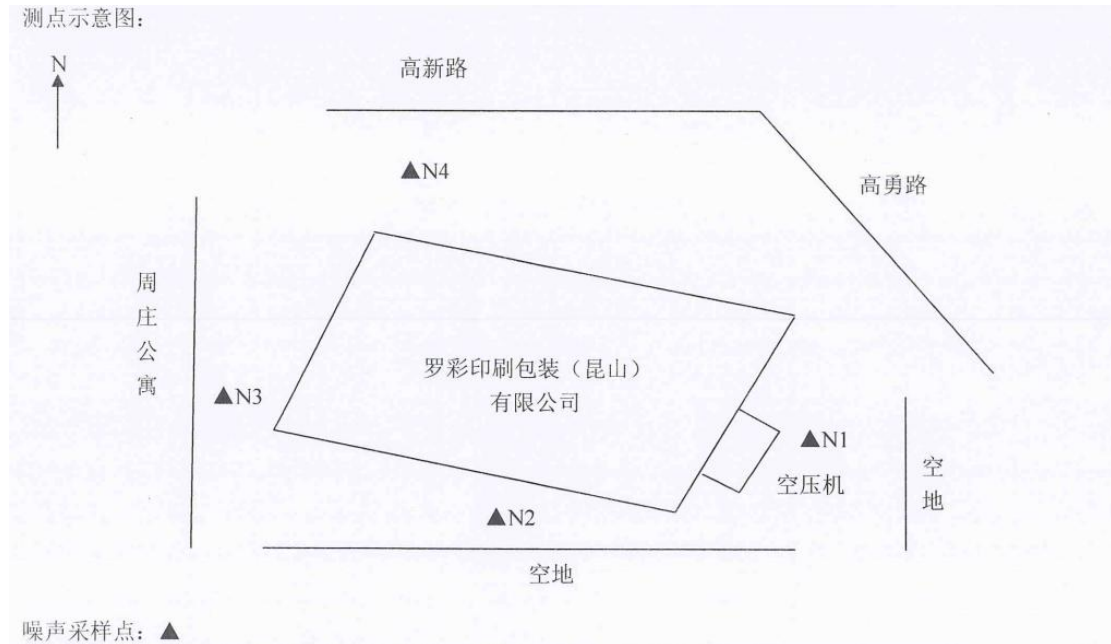 测点示意图：
N
高新路
▲N4
高勇路
周庄公寓
罗彩印刷包装（昆山）
有限公司
▲N3
▲N1
空压机
空地
▲N2
空地
噪声采样点：▲